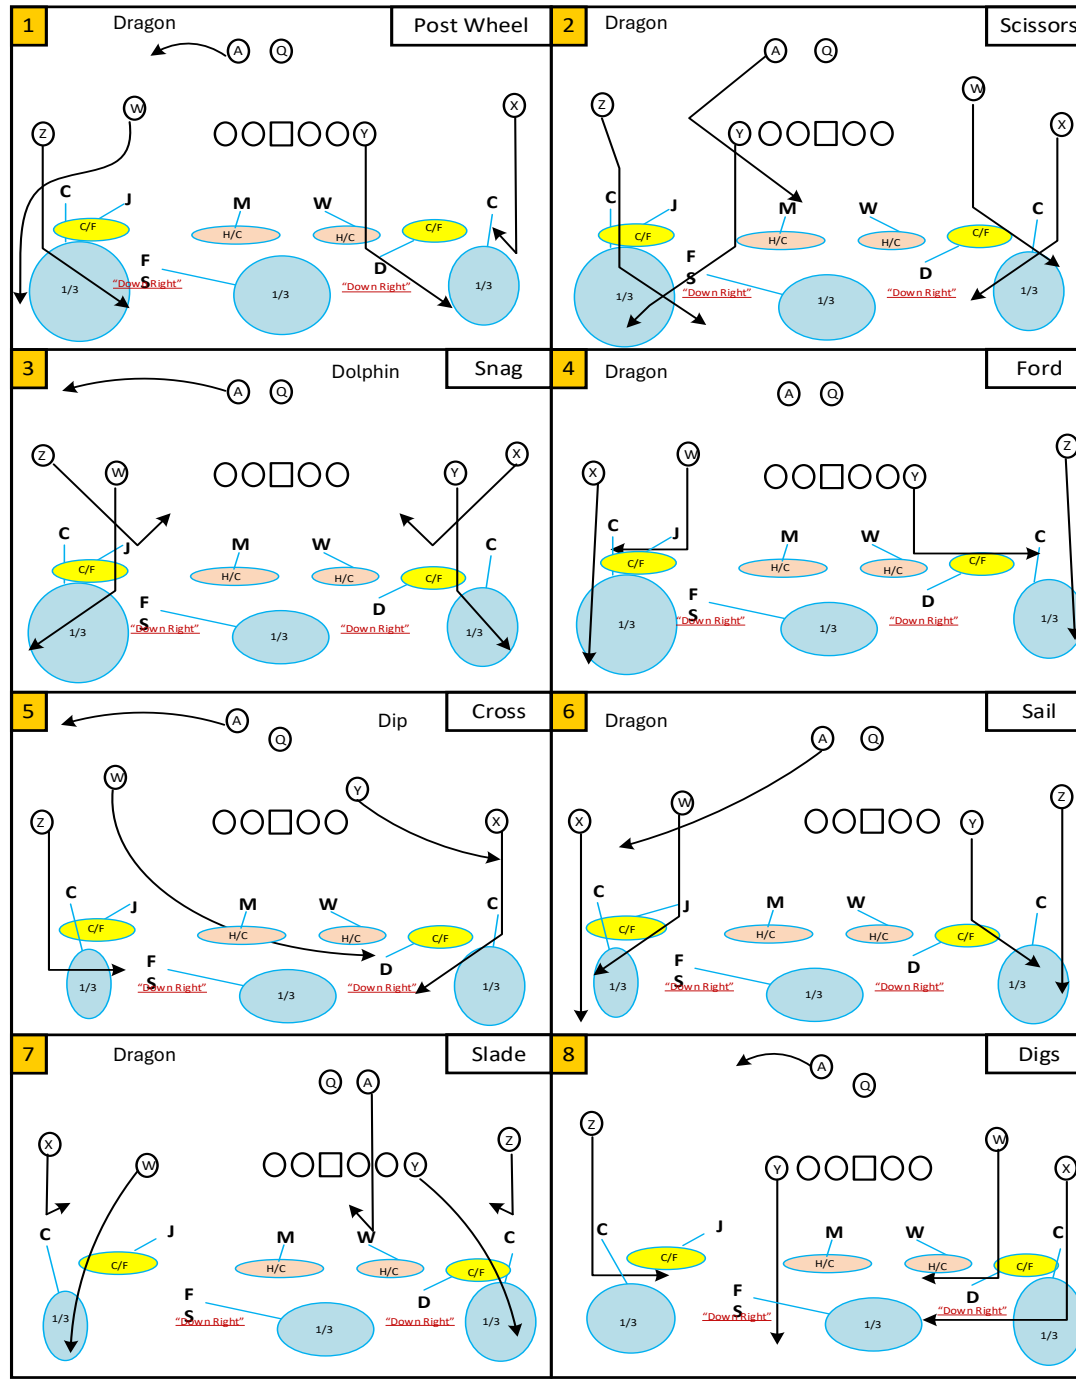 1 Dragon Post Wheel
A Q
W X
Z Y
C J M W C
C/F H/C H/C C/F
F S D
"Down Right" "Down Right"
1/3 1/3 1/3
2 Dragon Scissors
A Q
Z W
Y X
C J M W C
C/F H/C H/C C/F
F S D
"Down Right" "Down Right"
1/3 1/3 1/3
3 Dolphin Snag
A Q
Z X
W Y
C J M W C
C/F H/C H/C C/F
F S D
"Down Right" "Down Right"
1/3 1/3 1/3
4 Dragon Ford
A Q
W Z
X Y
C J M W C
C/F H/C H/C C/F
F S D
"Down Right" "Down Right"
1/3 1/3 1/3
5 Dip Cross
A
Q
W Y
Z X
C J M W C
C/F H/C H/C C/F
F S D
"Down Right" "Down Right"
1/3 1/3 1/3
6 Dragon Sail
A Q
W Z
X Y
C J M W C
C/F H/C H/C C/F
F S D
"Down Right" "Down Right"
1/3 1/3 1/3
7 Dragon Slade
Q A
X Z
W Y
C J M W C
C/F H/C H/C C/F
F S D
"Down Right" "Down Right"
1/3 1/3 1/3
8 Digs
A
Q
Z W
Y X
C J M W C
C/F H/C H/C C/F
F S D
"Down Right" "Down Right"
1/3 1/3 1/3